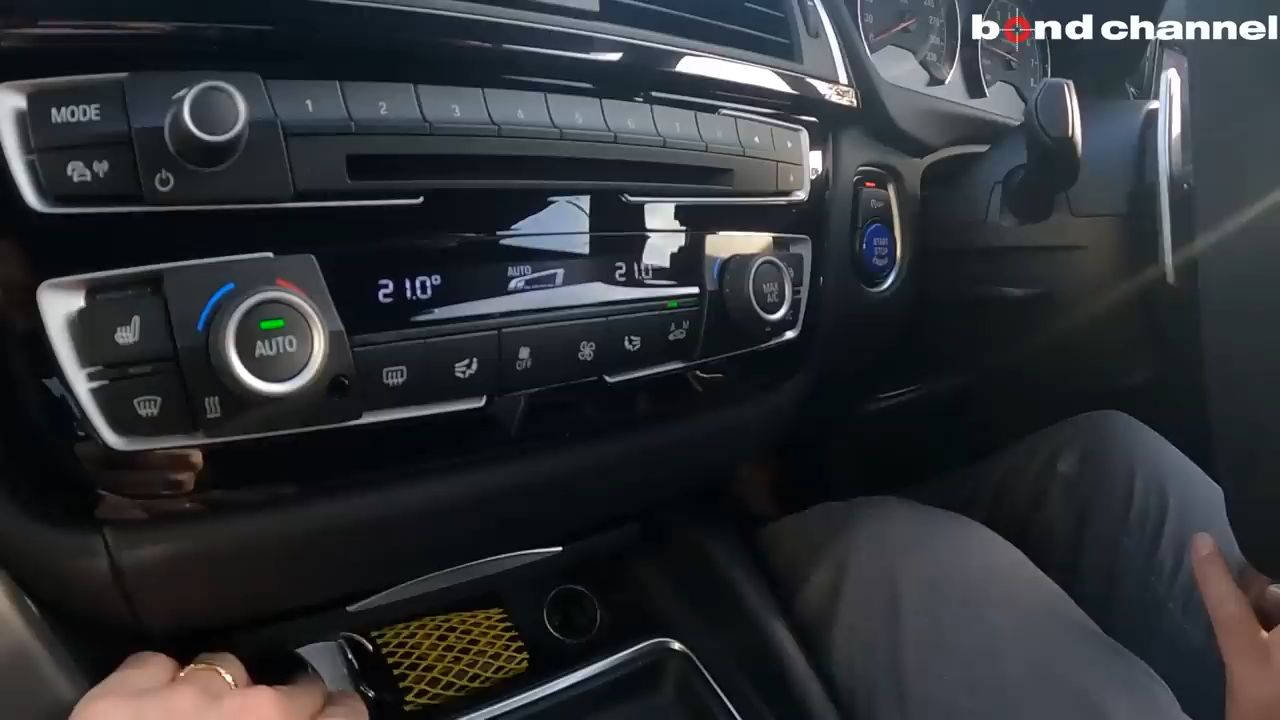 bond channel
MODE
1 2 3 4 5 6 7 8
START
STOP
21.0°
AUTO
21.0
MAX
A/C
AUTO
A M
OFF